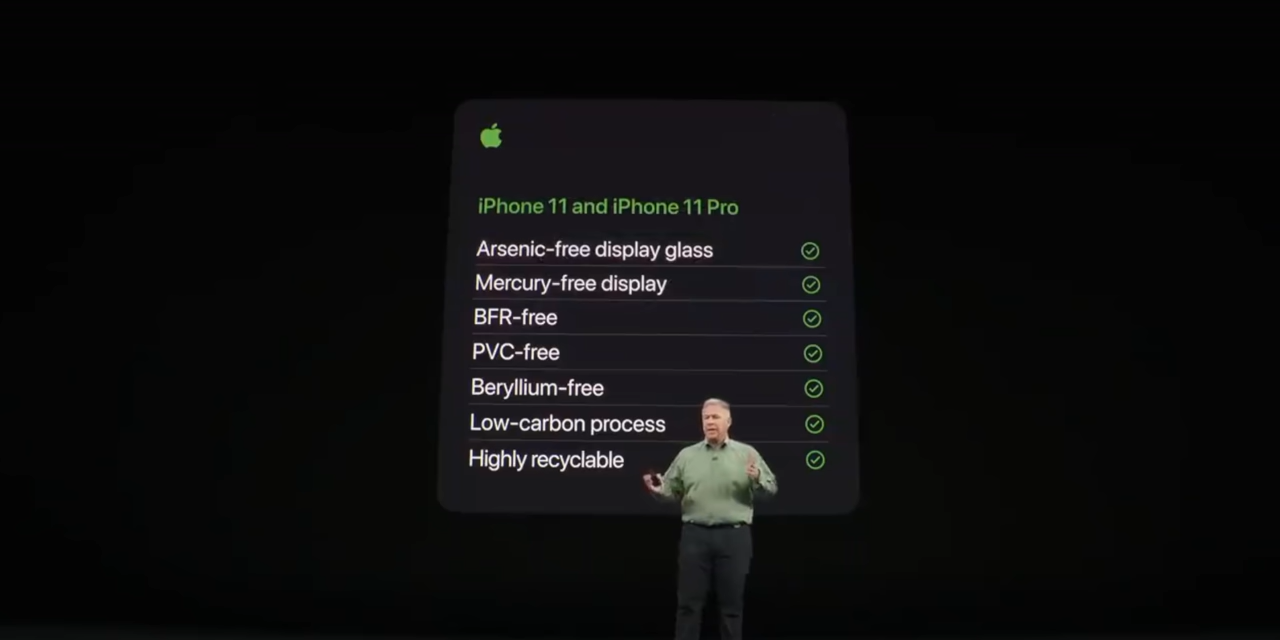 iPhone 11 and iPhone 11 Pro
Arsenic-free display glass
Mercury-free display
BFR-free
PVC-free
Beryllium-free
Low-carbon process
Highly recyclable